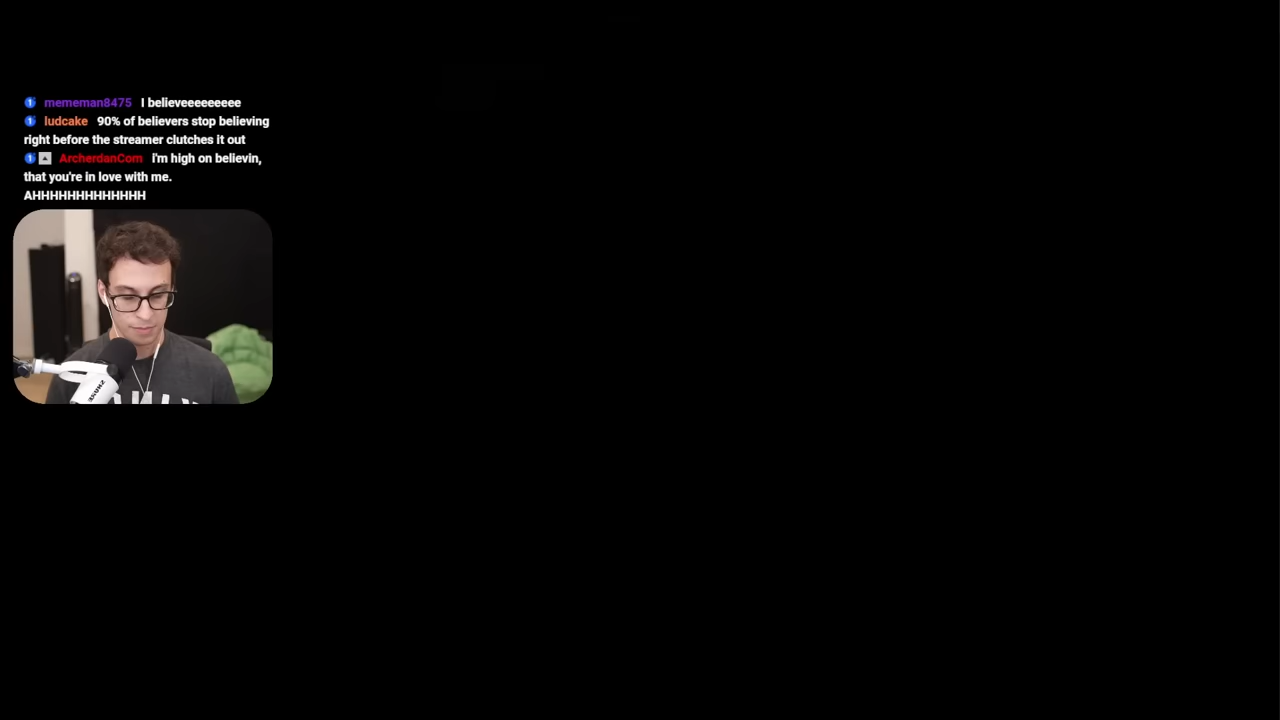 mememan8475 I believeeeeeeeee
ludcake 90% of believers stop believing
right before the streamer clutches it out
ArcherdanCom i'm high on believin,
that you're in love with me.
AHHHHHHHHHHHHH
SHURE